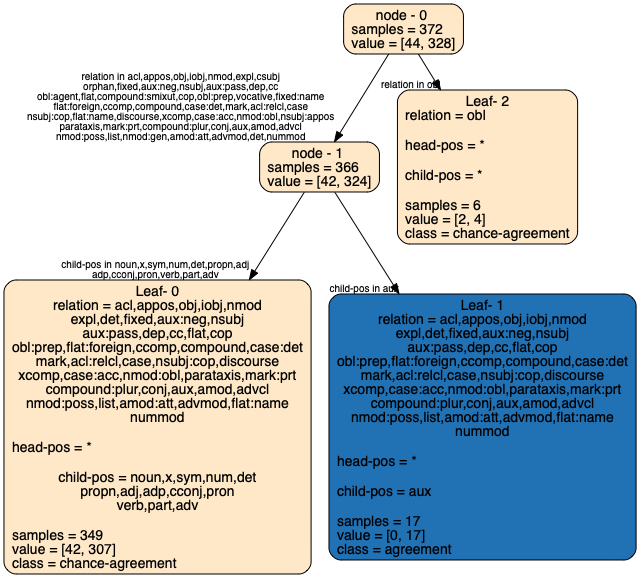 node - 0
samples = 372
value = [44, 328]
relation in acl,appos,obj,iobj,nmod,expl,csubj
orphan,fixed,aux:neg,nsubj,aux:pass,dep,cc
obl:agent,flat,compound:smixut,cop,obl:prep,vocative,fixed:name
flat:foreign,ccomp,compound,case:det,mark,acl:relcl,case
nsubj:cop,flat:name,discourse,xcomp,case:acc,nmod:obl,nsubj:appos
parataxis,mark:prt,compound:plur,conj,aux,amod,advcl
nmod:poss,list,nmod:gen,amod:att,advmod,det,nummod
relation in obl
Leaf- 2
relation = obl
head-pos = *
child-pos = *
samples = 6
value = [2, 4]
class = chance-agreement
node - 1
samples = 366
value = [42, 324]
child-pos in noun,x,sym,num,det,propn,adj
adp,cconj,pron,verb,part,adv
child-pos in aux
Leaf- 0
relation = acl,appos,obj,iobj,nmod
expl,det,fixed,aux:neg,nsubj
aux:pass,dep,cc,flat,cop
obl:prep,flat:foreign,ccomp,compound,case:det
mark,acl:relcl,case,nsubj:cop,discourse
xcomp,case:acc,nmod:obl,parataxis,mark:prt
compound:plur,conj,aux,amod,advcl
nmod:poss,list,amod:att,advmod,flat:name
nummod
head-pos = *
child-pos = noun,x,sym,num,det
propn,adj,adp,cconj,pron
verb,part,adv
samples = 349
value = [42, 307]
class = chance-agreement
Leaf- 1
relation = acl,appos,obj,iobj,nmod
expl,det,fixed,aux:neg,nsubj
aux:pass,dep,cc,flat,cop
obl:prep,flat:foreign,ccomp,compound,case:det
mark,acl:relcl,case,nsubj:cop,discourse
xcomp,case:acc,nmod:obl,parataxis,mark:prt
compound:plur,conj,aux,amod,advcl
nmod:poss,list,amod:att,advmod,flat:name
nummod
head-pos = *
child-pos = aux
samples = 17
value = [0, 17]
class = agreement